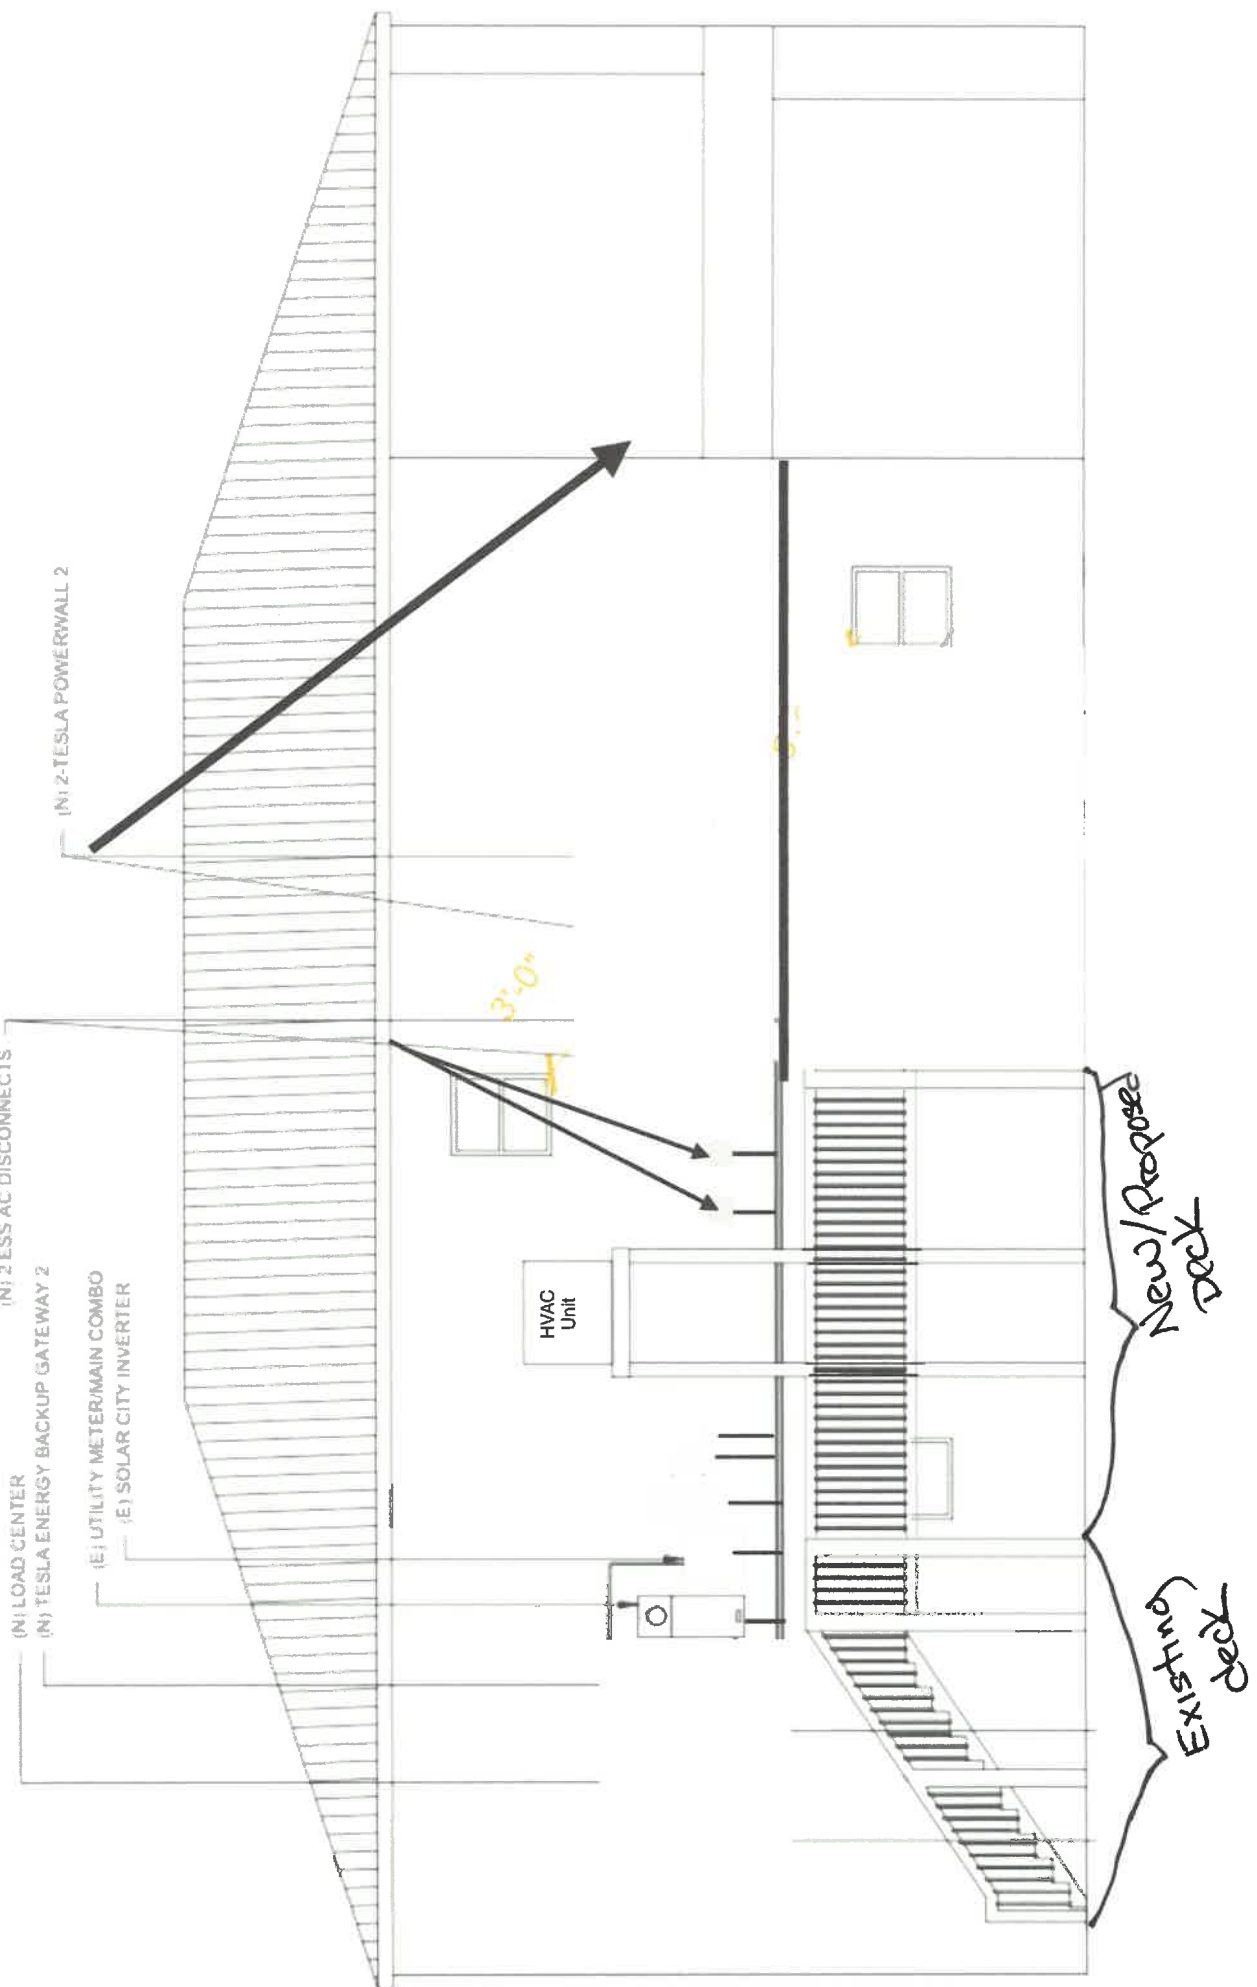 (N) LOAD CENTER
(N) TESLA ENERGY BACKUP GATEWAY 2
(E) UTILITY METER/MAIN COMBO
(E) SOLAR CITY INVERTER
(N) 2 ESS AC DISCONNECTS
(N) 2-TESLA POWERWALL 2
3'-0"
HVAC
Unit
Existing
deck
New/Proposed
Deck